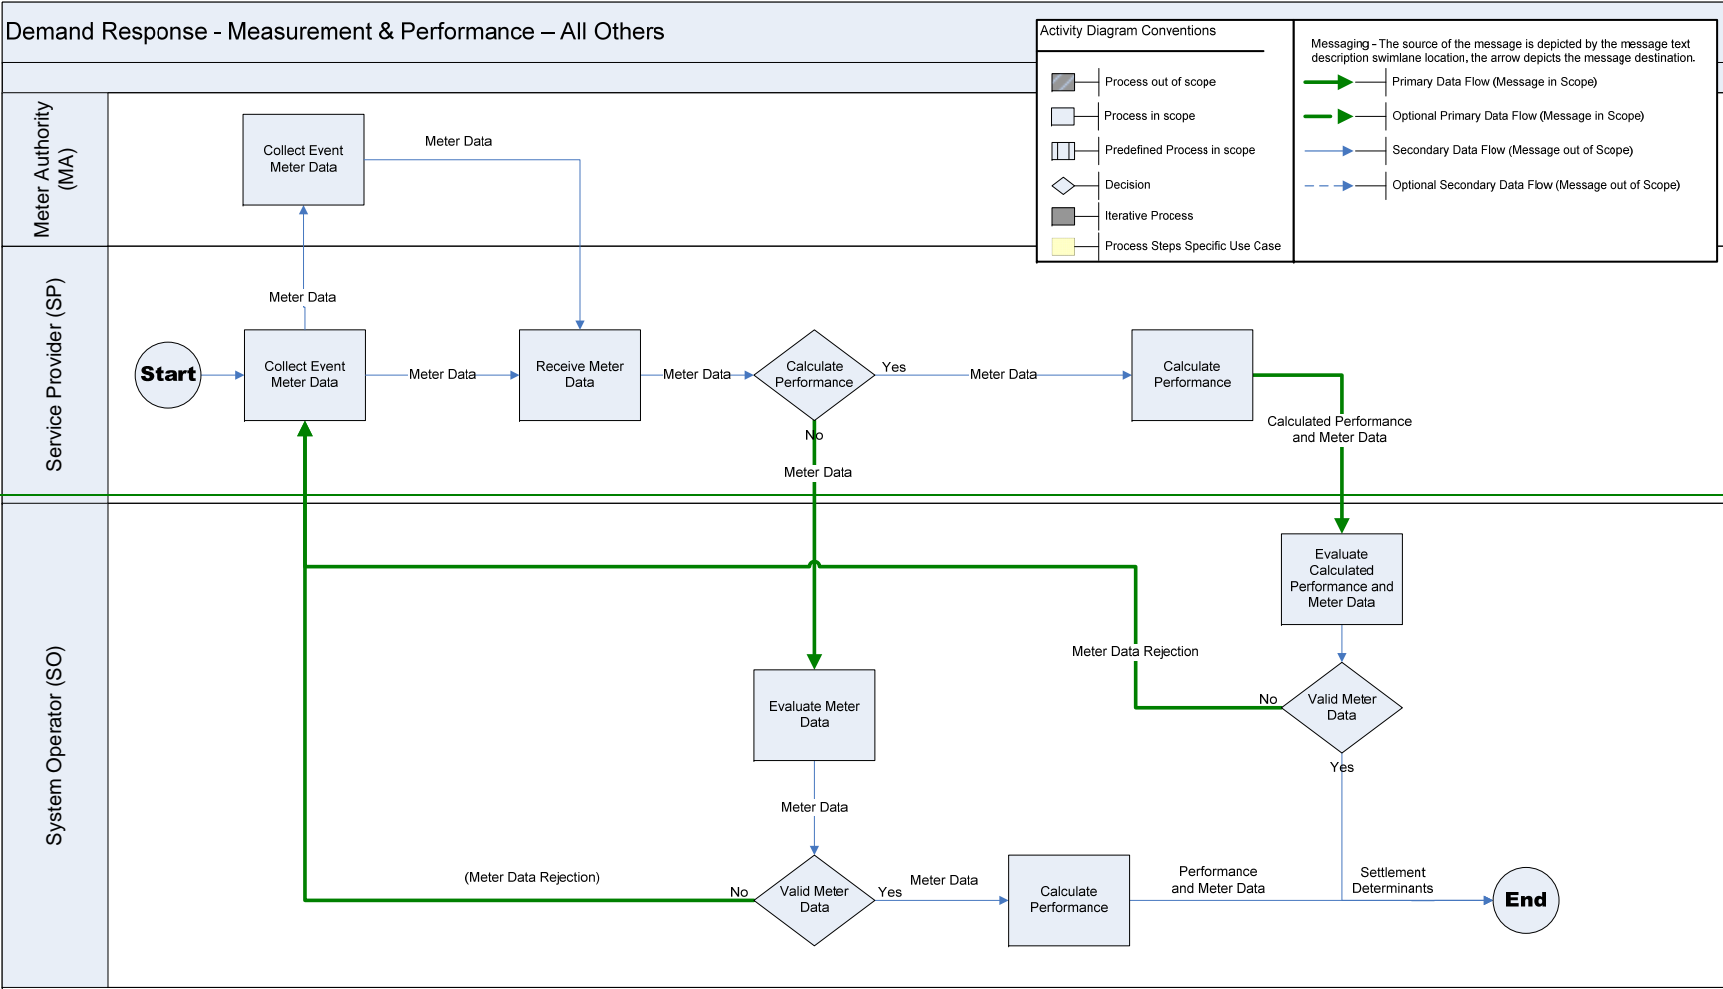 Demand Response - Measurement & Performance – All Others
Activity Diagram Conventions
Process out of scope
Process in scope
Predefined Process in scope
Decision
Iterative Process
Process Steps Specific Use Case
Messaging - The source of the message is depicted by the message text
description swimlane location, the arrow depicts the message destination.
Primary Data Flow (Message in Scope)
Optional Primary Data Flow (Message in Scope)
Secondary Data Flow (Message out of Scope)
Optional Secondary Data Flow (Message out of Scope)
Meter Authority
(MA)
Collect Event
Meter Data
Meter Data
Service Provider (SP)
Meter Data
Start
Collect Event
Meter Data
Meter Data
Receive Meter
Data
Meter Data
Calculate
Performance
Yes
Meter Data
Calculate
Performance
No
Meter Data
Calculated Performance
and Meter Data
System Operator (SO)
Evaluate
Calculated
Performance and
Meter Data
Meter Data Rejection
No
Valid Meter
Data
Yes
Evaluate Meter
Data
Meter Data
(Meter Data Rejection)
No
Valid Meter
Data
Yes
Meter Data
Calculate
Performance
Performance
and Meter Data
Settlement
Determinants
End